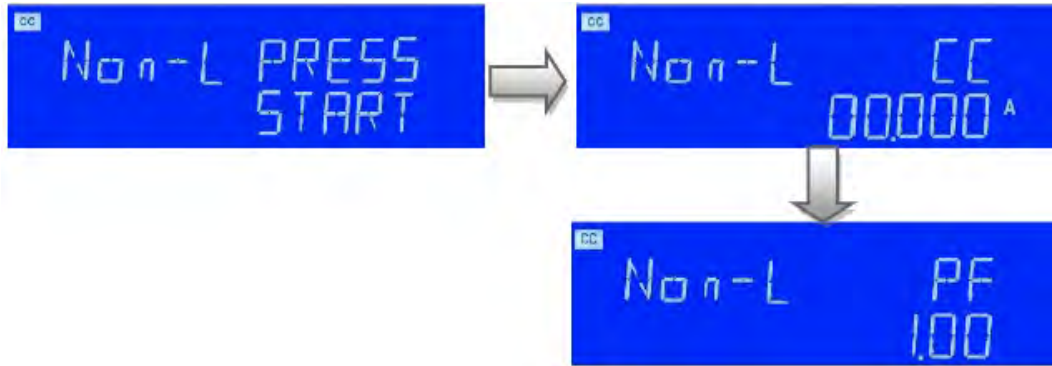 CC
Non-L PRESS
START
CC
Non-L CC
00.000 A
CC
Non-L PF
1.00